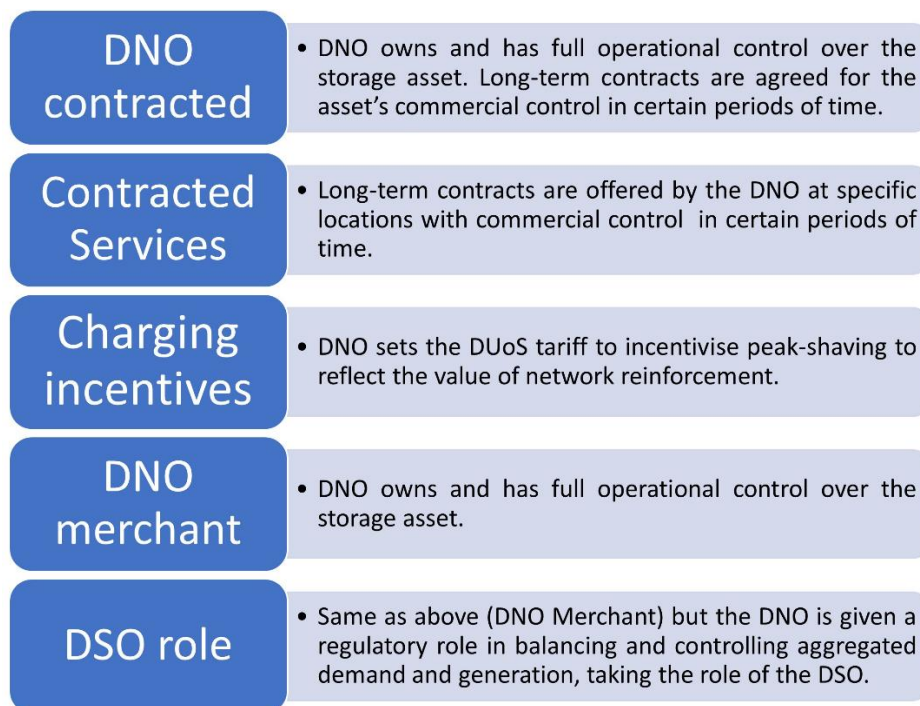 DNO
contracted
• DNO owns and has full operational control over the
storage asset. Long-term contracts are agreed for the
asset's commercial control in certain periods of time.
Contracted
Services
• Long-term contracts are offered by the DNO at specific
locations with commercial control in certain periods of
time.
Charging
incentives
• DNO sets the DUoS tariff to incentivise peak-shaving to
reflect the value of network reinforcement.
DNO
merchant
• DNO owns and has full operational control over the
storage asset.
DSO role
• Same as above (DNO Merchant) but the DNO is given a
regulatory role in balancing and controlling aggregated
demand and generation, taking the role of the DSO.